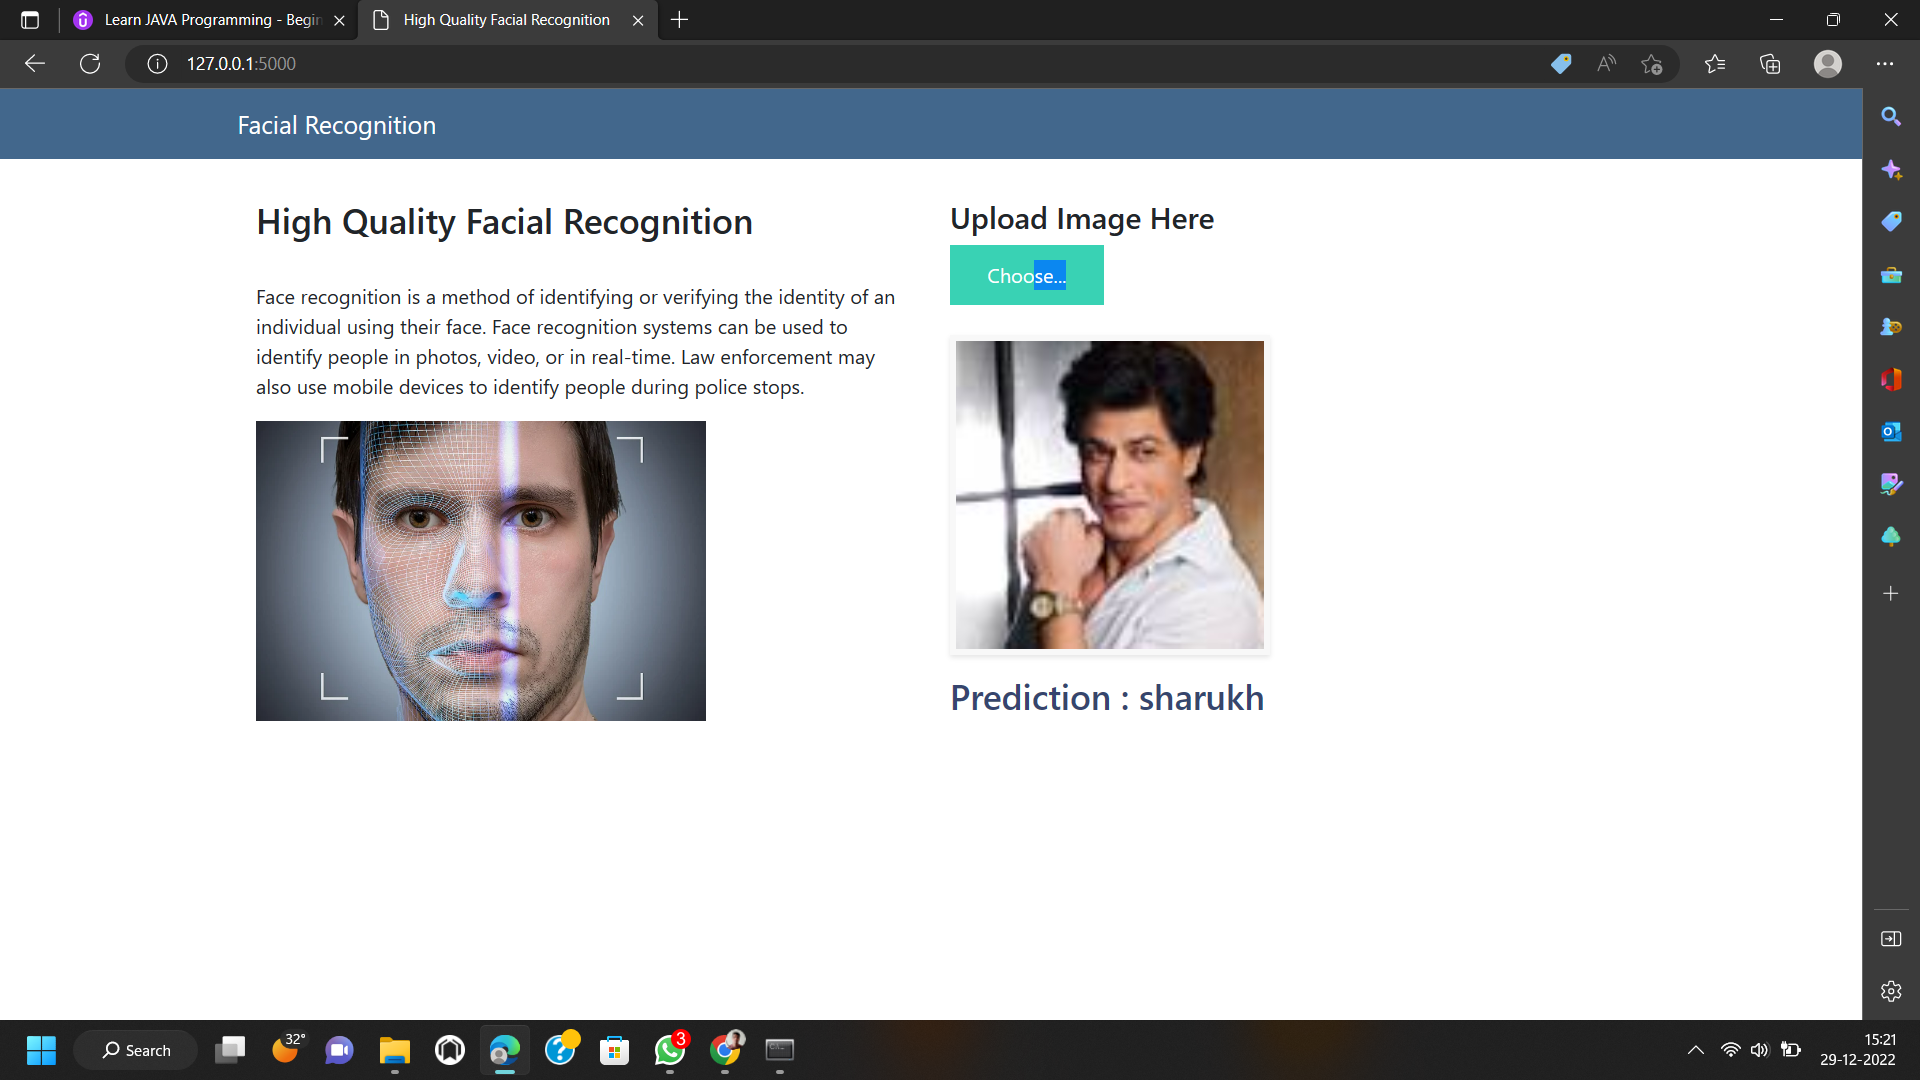 Learn JAVA Programming - Begin
High Quality Facial Recognition
127.0.0.1:5000
Facial Recognition
High Quality Facial Recognition
Face recognition is a method of identifying or verifying the identity of an
individual using their face. Face recognition systems can be used to
identify people in photos, video, or in real-time. Law enforcement may
also use mobile devices to identify people during police stops.
Upload Image Here
Choose...
Prediction : sharukh
Search
32°
3
15:21
29-12-2022